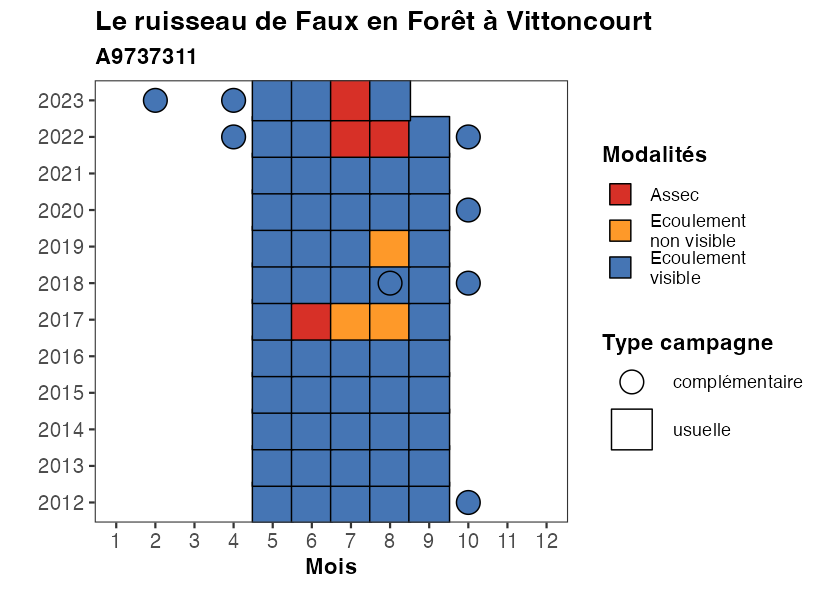 Le ruisseau de Faux en Forêt à Vittoncourt
A9737311
2023
2022
2021
2020
2019
2018
2017
2016
2015
2014
2013
2012
1 2 3 4 5 6 7 8 9 10 11 12
Mois
Modalités
Assec
Ecoulement
non visible
Ecoulement
visible
Type campagne
complémentaire
usuelle